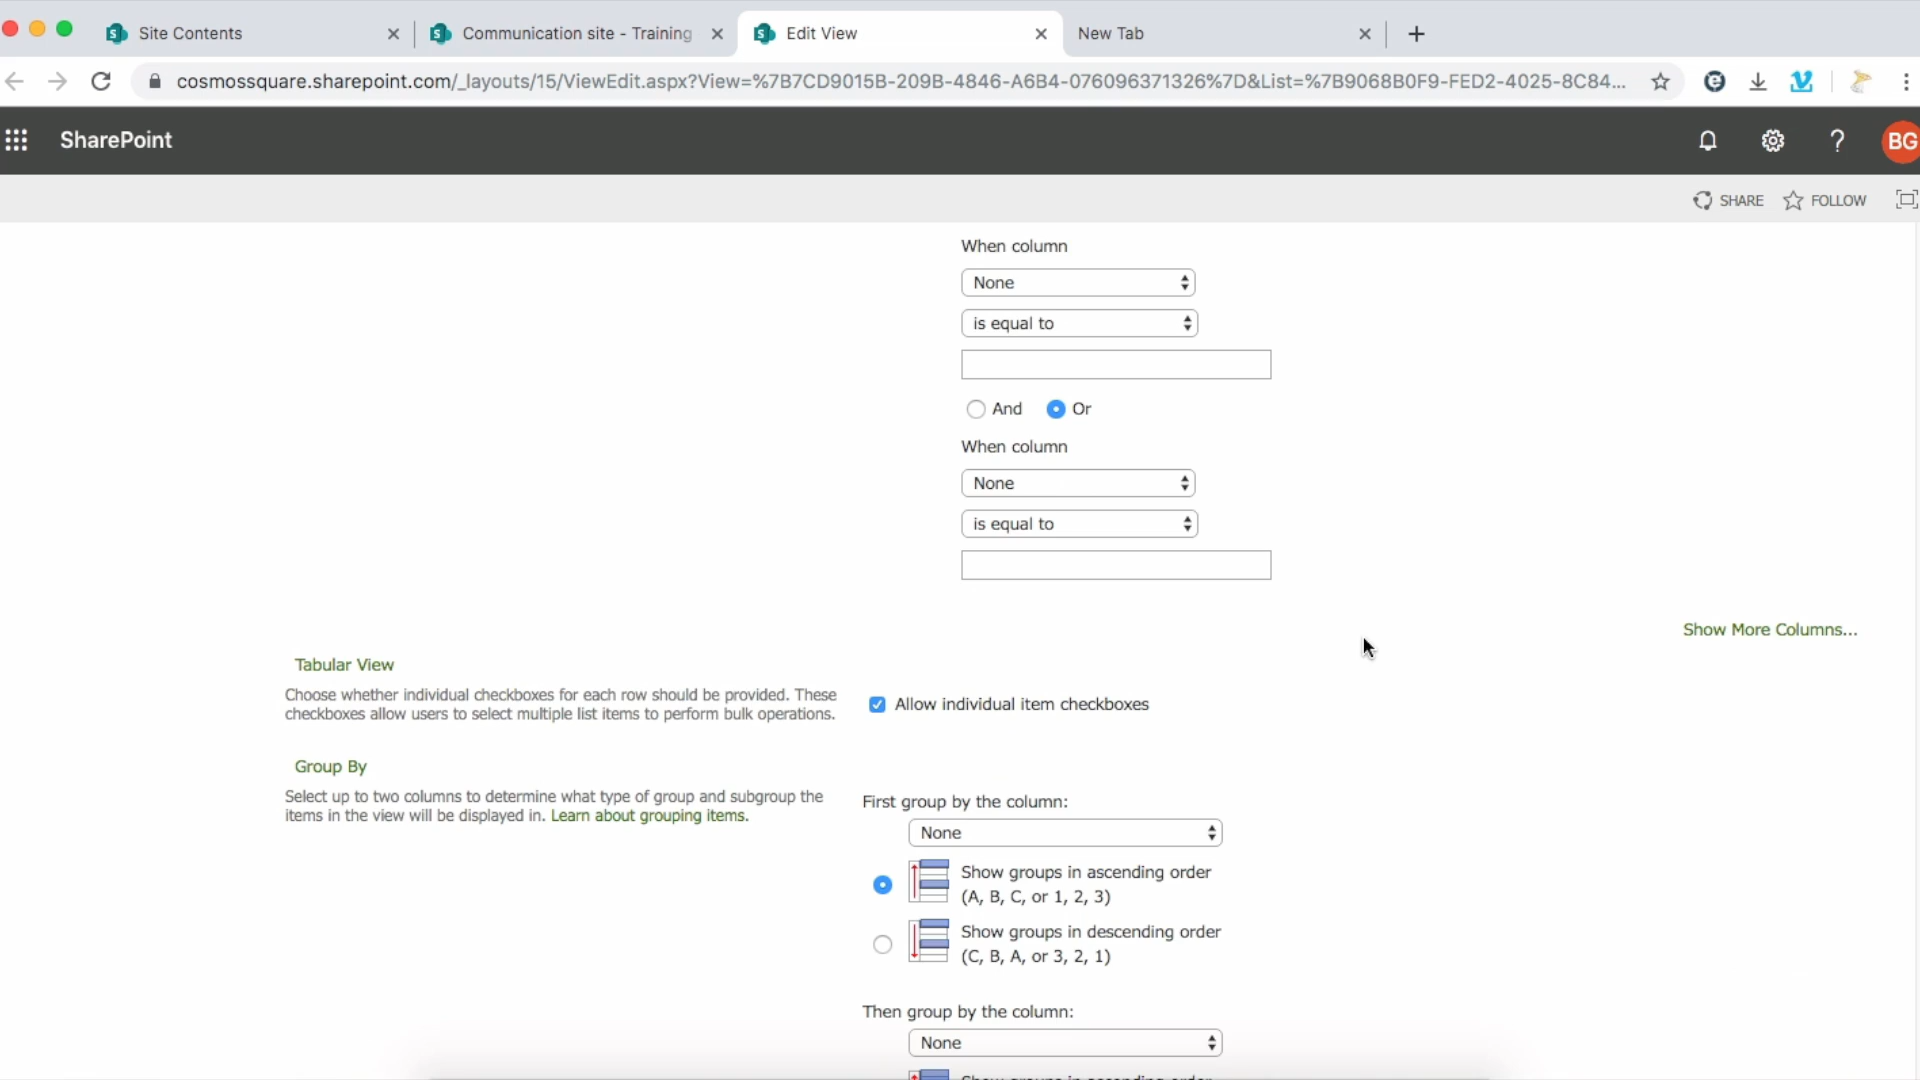 Site Contents
Communication site - Training
Edit View
New Tab
cosmossquare.sharepoint.com/_layouts/15/ViewEdit.aspx?View=%7B7CD9015B-209B-4846-A6B4-076096371326%7D&List=%7B9068B0F9-FED2-4025-8C84...
SharePoint
BG
SHARE
FOLLOW
When column
None
is equal to
And
Or
When column
None
is equal to
Show More Columns...
Tabular View
Choose whether individual checkboxes for each row should be provided. These
checkboxes allow users to select multiple list items to perform bulk operations.
Allow individual item checkboxes
Group By
Select up to two columns to determine what type of group and subgroup the
items in the view will be displayed in. Learn about grouping items.
First group by the column:
None
Show groups in ascending order
(A, B, C, or 1, 2, 3)
Show groups in descending order
(C, B, A, or 3, 2, 1)
Then group by the column:
None